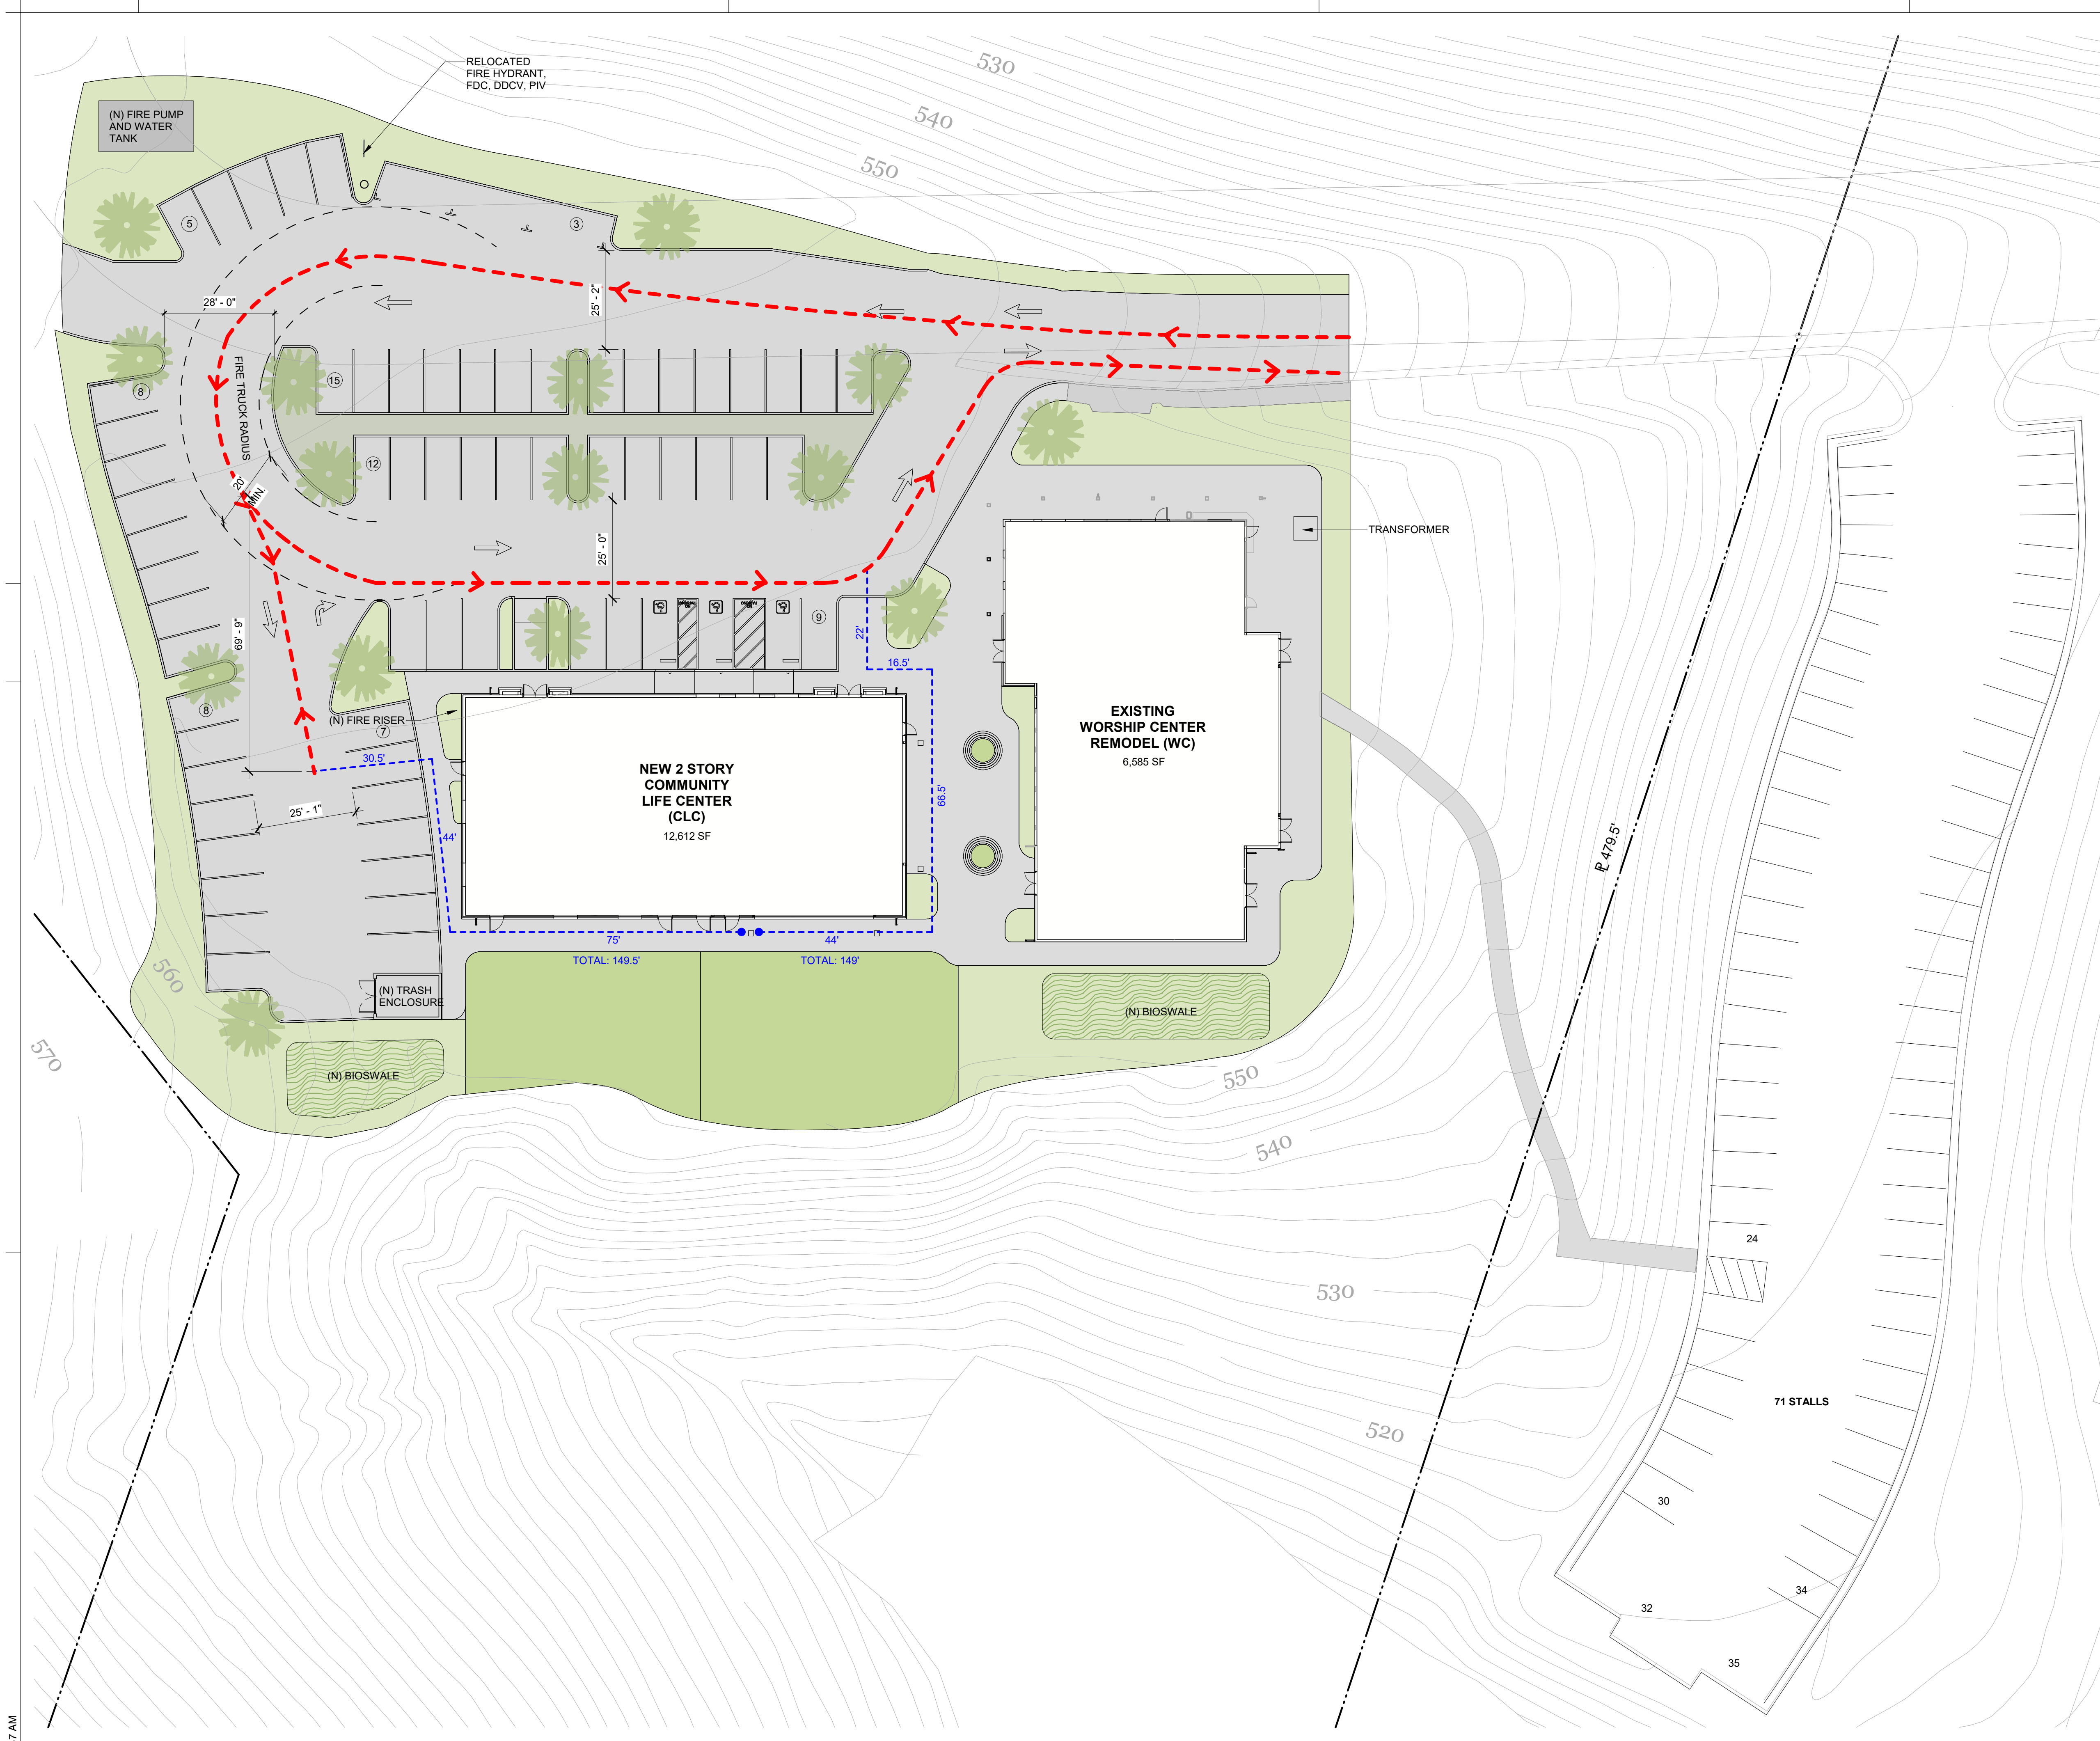 RELOCATED
FIRE HYDRANT,
FDC, DDCV, PIV
530
540
550
(N) FIRE PUMP
AND WATER
TANK
5
3
28' - 0"
25' - 2"
FIRE TRUCK RADIUS
15
8
12
20'
MIN.
25' - 0"
TRANSFORMER
69' - 9"
9
22'
16.5'
8
(N) FIRE RISER
7
30.5'
EXISTING
WORSHIP CENTER
REMODEL (WC)
6,585 SF
NEW 2 STORY
COMMUNITY
LIFE CENTER
(CLC)
12,612 SF
25' - 1"
44'
66.5'
PL 479.5'
75'
44'
TOTAL: 149.5'
TOTAL: 149'
560
570
(N) TRASH
ENCLOSURE
(N) BIOSWALE
(N) BIOSWALE
550
540
530
520
24
71 STALLS
30
34
32
35
7 AM